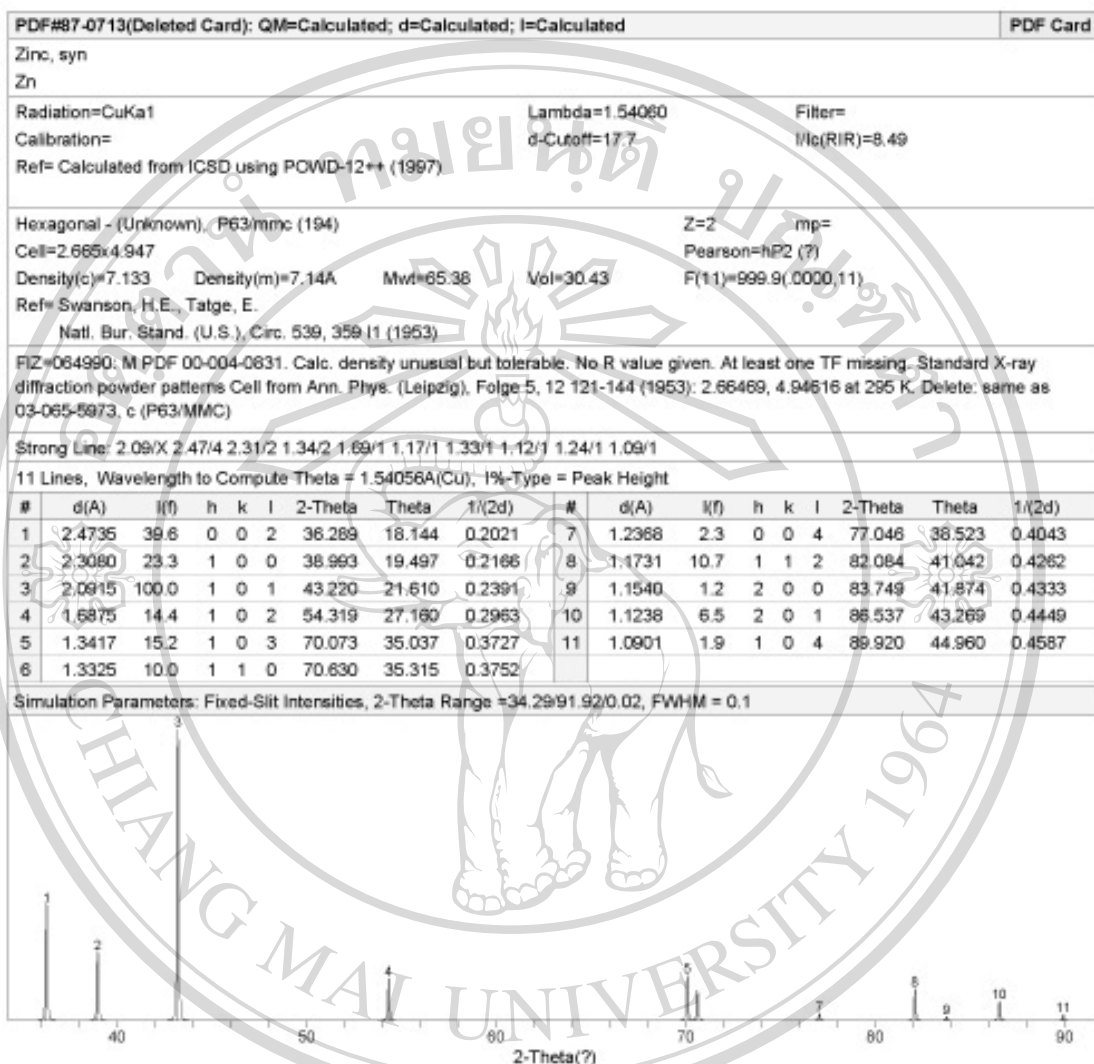 PDF#87-0713(Deleted Card): QM=Calculated; d=Calculated; I=Calculated PDF Card
Zinc, syn
Zn
Radiation=CuKa1 Lambda=1.54060 Filter=
Calibration= d-Cutoff=17.7 I/Ic(RIR)=8.49
Ref= Calculated from ICSD using POWD-12++ (1997)
Hexagonal - (Unknown), P63/mmc (194) Z=2 mp=
Cell=2.665x4.947 Pearson=hP2 (?)
Density(c)=7.133 Density(m)=7.14A Mwt=65.38 Vol=30.43 F(11)=999.9(.0000,11)
Ref= Swanson, H.E., Tatge, E.
Natl. Bur. Stand. (U.S.), Circ. 539, 359 I1 (1953)
FIZ=064990: M PDF 00-004-0831. Calc. density unusual but tolerable. No R value given. At least one TF missing. Standard X-ray
diffraction powder patterns Cell from Ann. Phys. (Leipzig), Folge 5, 12 121-144 (1953): 2.66469, 4.94616 at 295 K. Delete: same as
03-065-5973, c (P63/MMC)
Strong Line: 2.09/X 2.47/4 2.31/2 1.34/2 1.69/1 1.17/1 1.33/1 1.12/1 1.24/1 1.09/1
11 Lines, Wavelength to Compute Theta = 1.54056A(Cu), I%-Type = Peak Height
# d(A) I(f) h k l 2-Theta Theta 1/(2d) # d(A) I(f) h k l 2-Theta Theta 1/(2d)
1 2.4735 39.6 0 0 2 36.289 18.144 0.2021 7 1.2368 2.3 0 0 4 77.046 38.523 0.4043
2 2.3080 23.3 1 0 0 38.993 19.497 0.2166 8 1.1731 10.7 1 1 2 82.084 41.042 0.4262
3 2.0915 100.0 1 0 1 43.220 21.610 0.2391 9 1.1540 1.2 2 0 0 83.749 41.874 0.4333
4 1.6875 14.4 1 0 2 54.319 27.160 0.2963 10 1.1238 6.5 2 0 1 86.537 43.269 0.4449
5 1.3417 15.2 1 0 3 70.073 35.037 0.3727 11 1.0901 1.9 1 0 4 89.920 44.960 0.4587
6 1.3325 10.0 1 1 0 70.630 35.315 0.3752
Simulation Parameters: Fixed-Slit Intensities, 2-Theta Range =34.29/91.92/0.02, FWHM = 0.1
3
1
2
4
5
7
8
9
10
11
40 50 60 70 80 90
2-Theta(?)
CHIANG MAI UNIVERSITY 1964